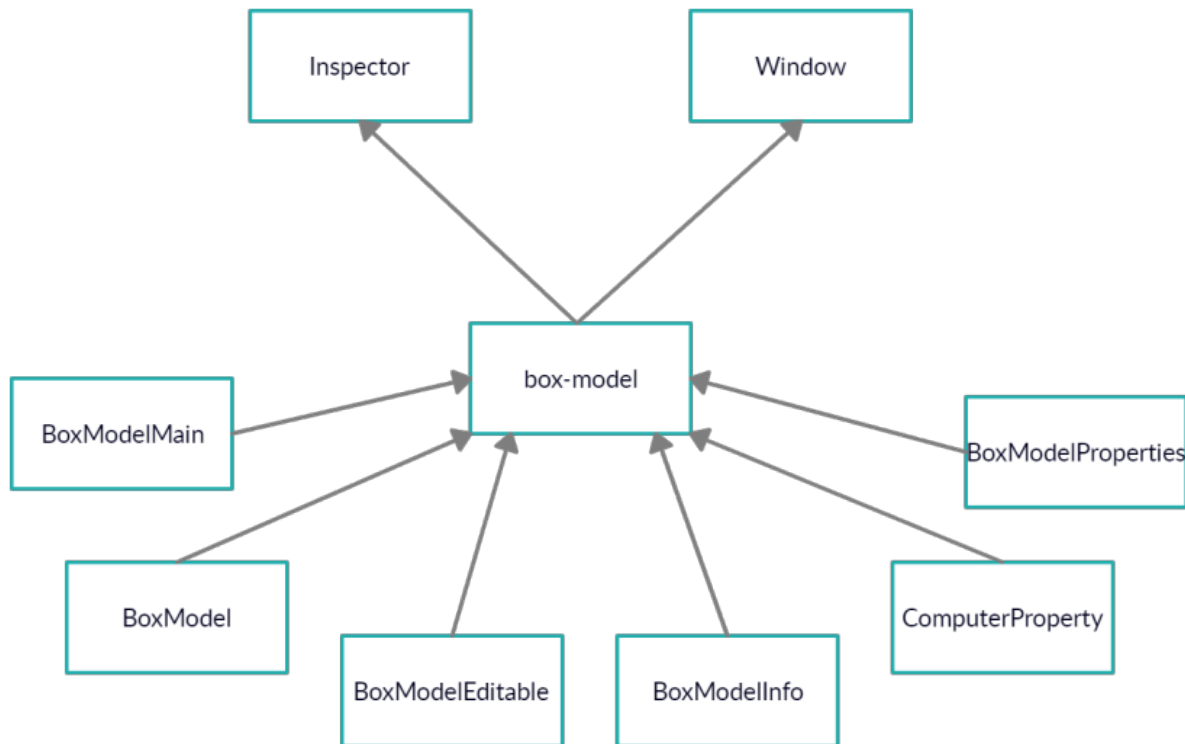 Inspector
Window
box-model
BoxModelMain
BoxModelProperties
BoxModel
ComputerProperty
BoxModelEditable
BoxModelInfo